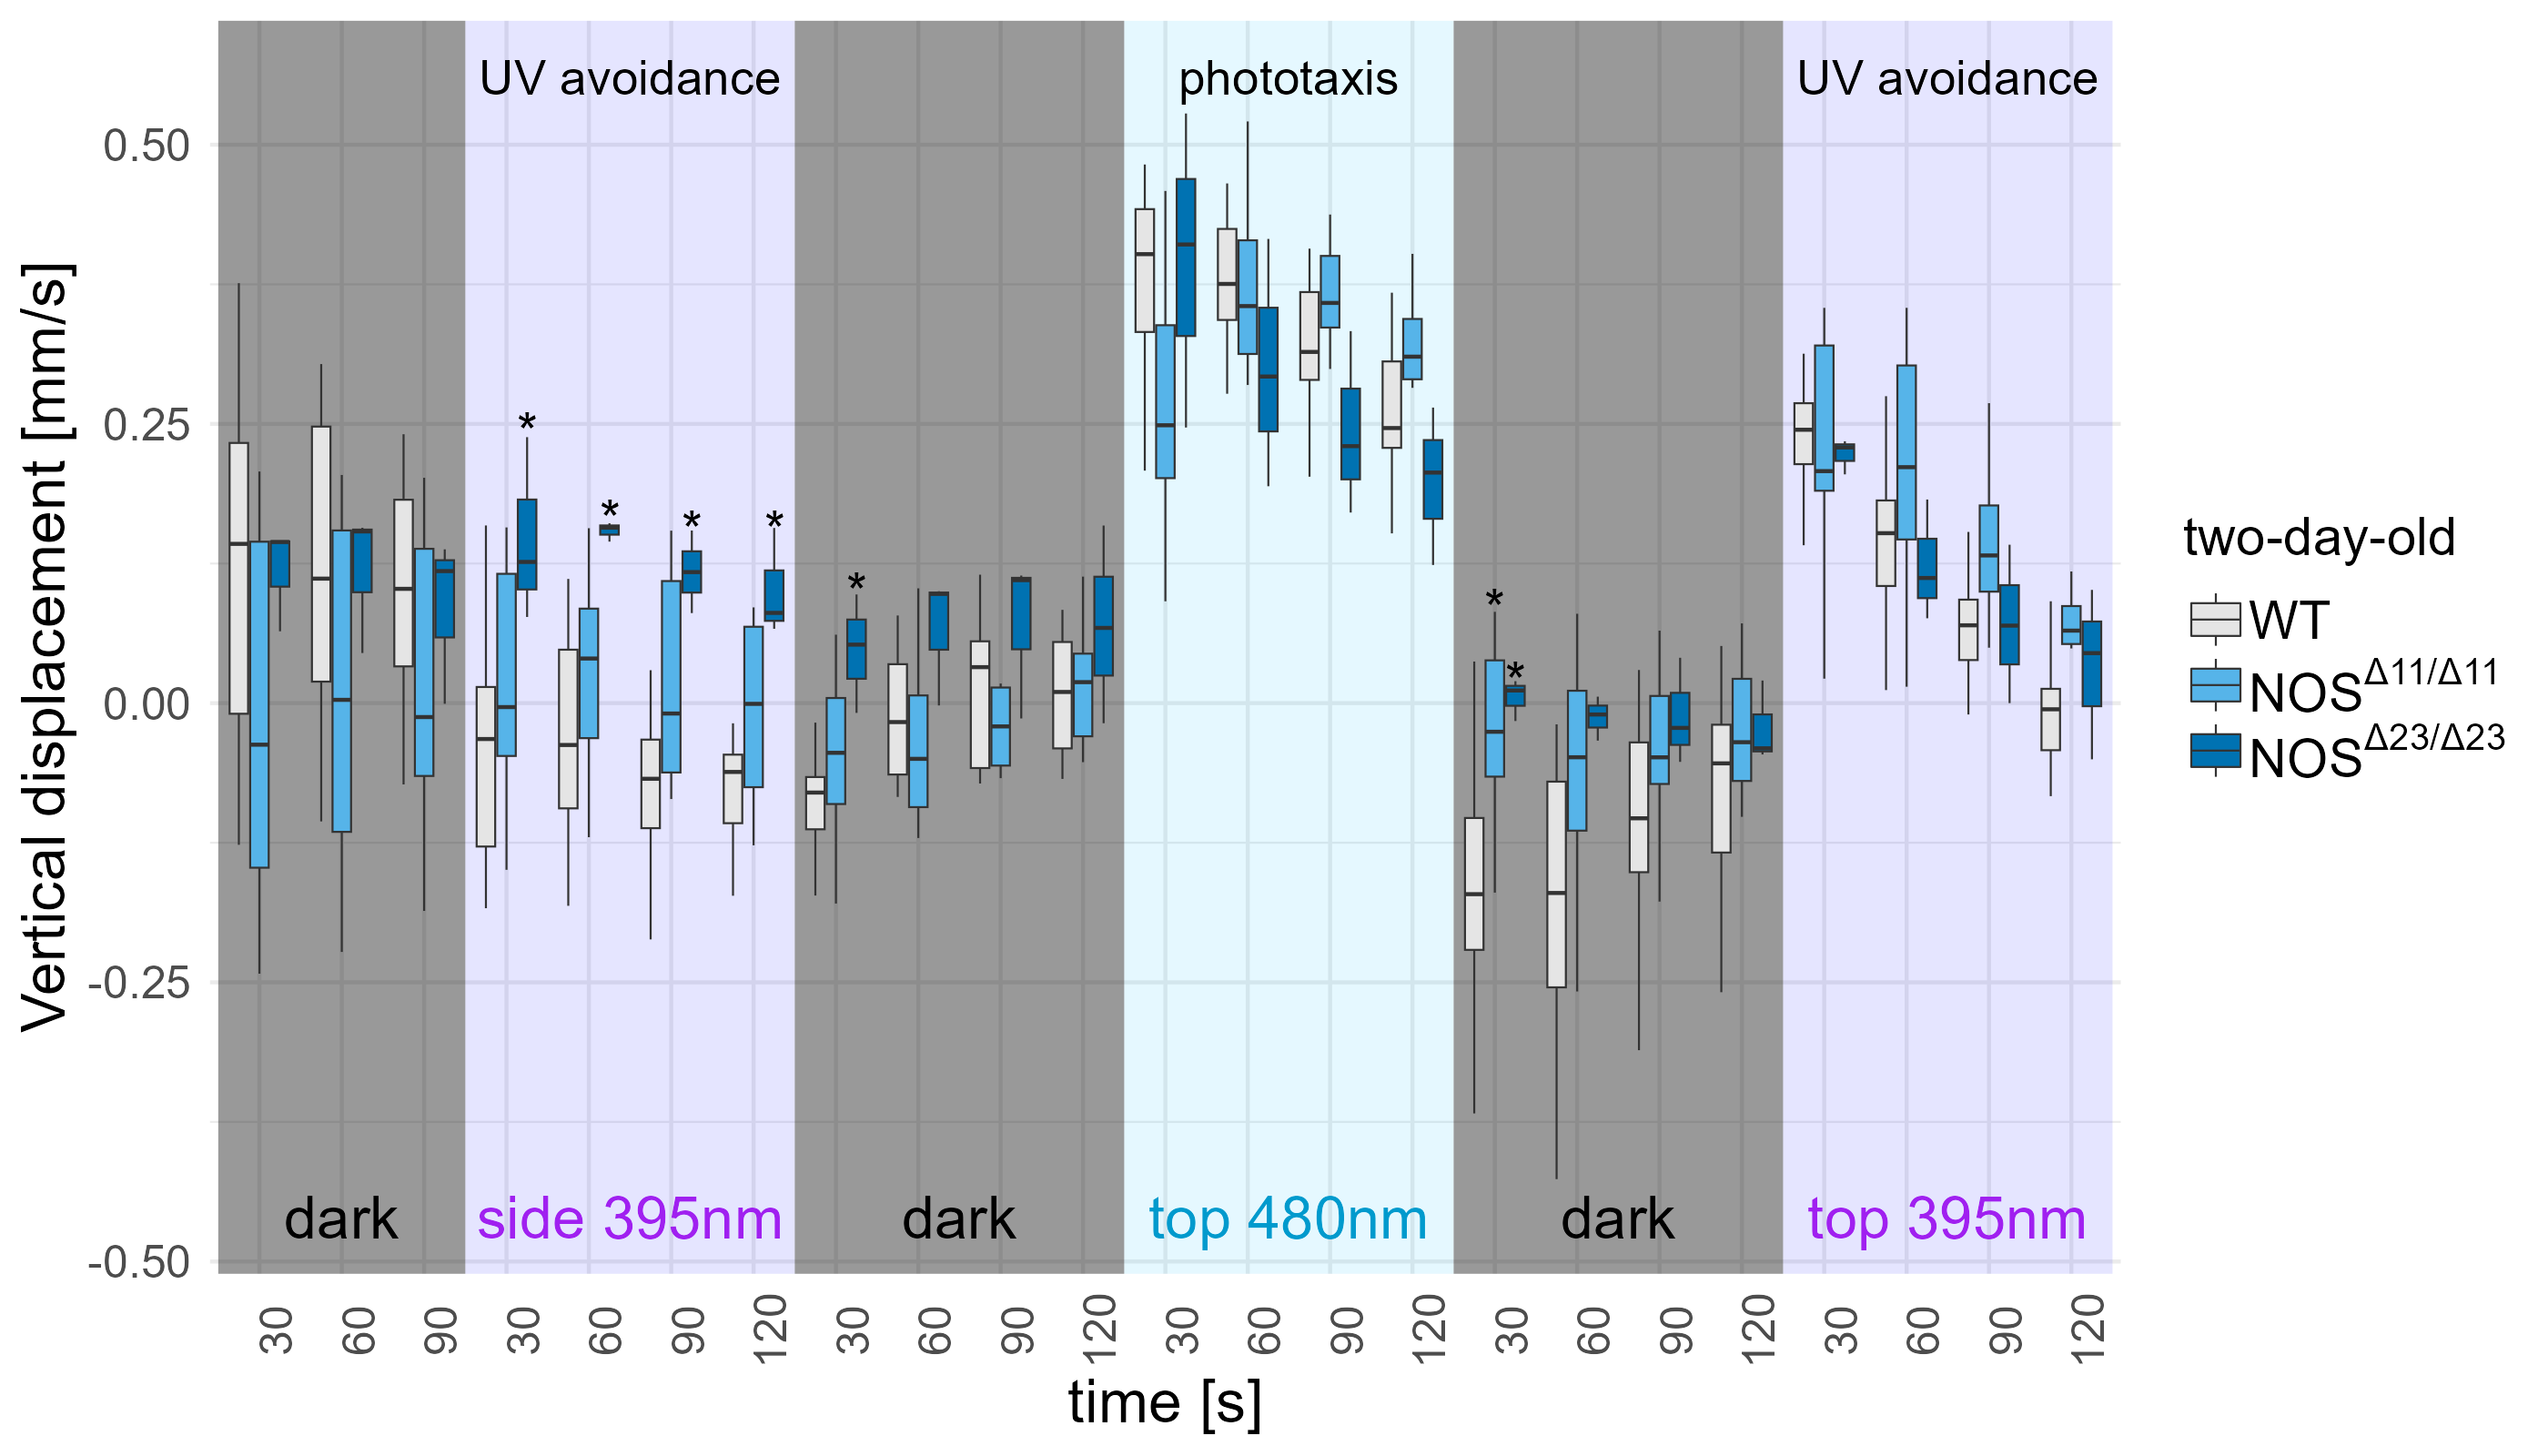 UV avoidance
phototaxis
UV avoidance
Vertical displacement [mm/s]
0.50
0.25
0.00
-0.25
-0.50
*
*
*
*
*
*
*
dark
side 395nm
dark
top 480nm
dark
top 395nm
30
60
90
30
60
90
120
30
60
90
120
30
60
90
120
30
60
90
120
30
60
90
120
time [s]
two-day-old
WT
NOS^Δ11/Δ11
NOS^Δ23/Δ23